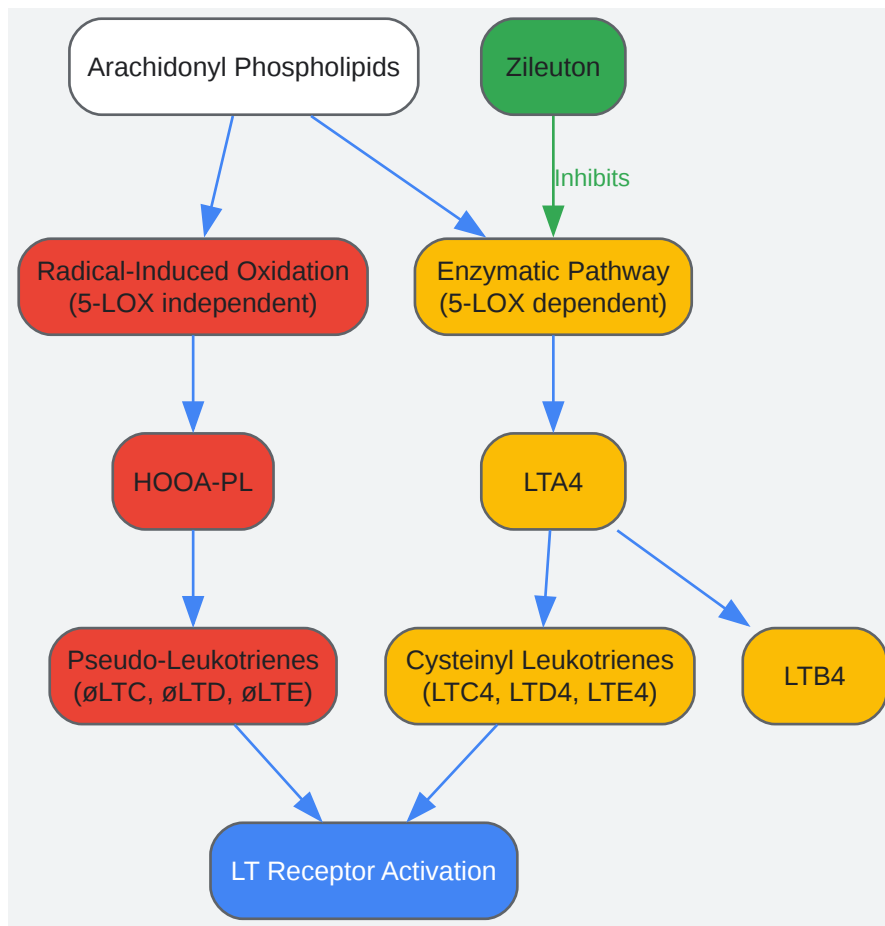 Arachidonyl Phospholipids
Zileuton
Inhibits
Radical-Induced Oxidation
(5-LOX independent)
Enzymatic Pathway
(5-LOX dependent)
HOOA-PL
LTA4
Pseudo-Leukotrienes
(øLTC, øLTD, øLTE)
Cysteinyl Leukotrienes
(LTC4, LTD4, LTE4)
LTB4
LT Receptor Activation